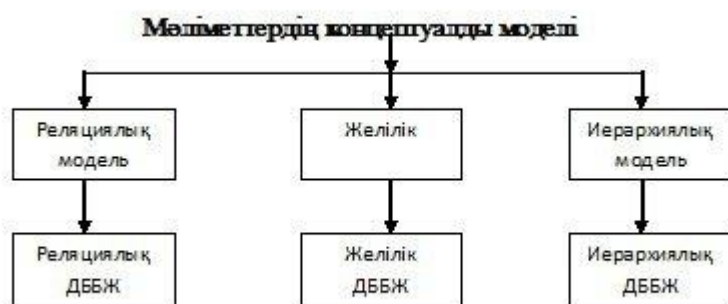 Мәліметтердің концептуалды моделі
Реляциялық
модель
Желілік
Иерархиялық
модель
Реляциялық
ДББЖ
Желілік
ДББЖ
Иерархиялық
ДББЖ